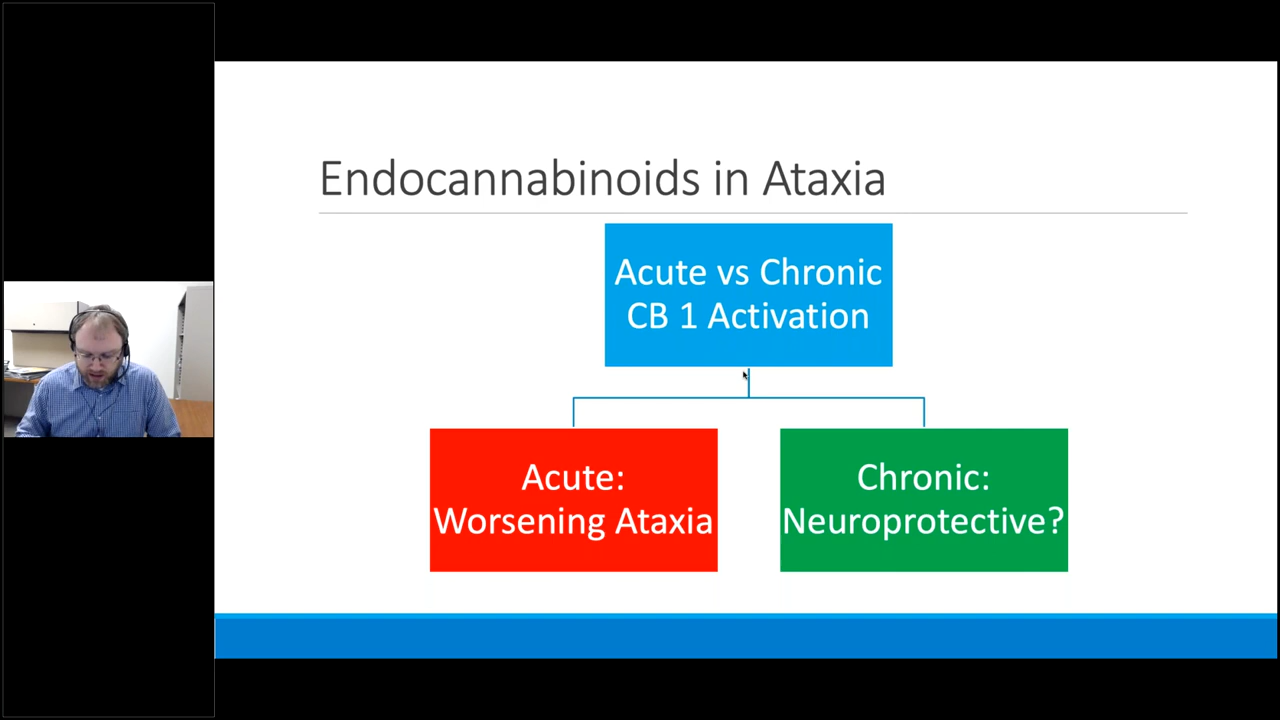 Endocannabinoids in Ataxia
Acute vs Chronic
CB 1 Activation
Acute:
Worsening Ataxia
Chronic:
Neuroprotective?